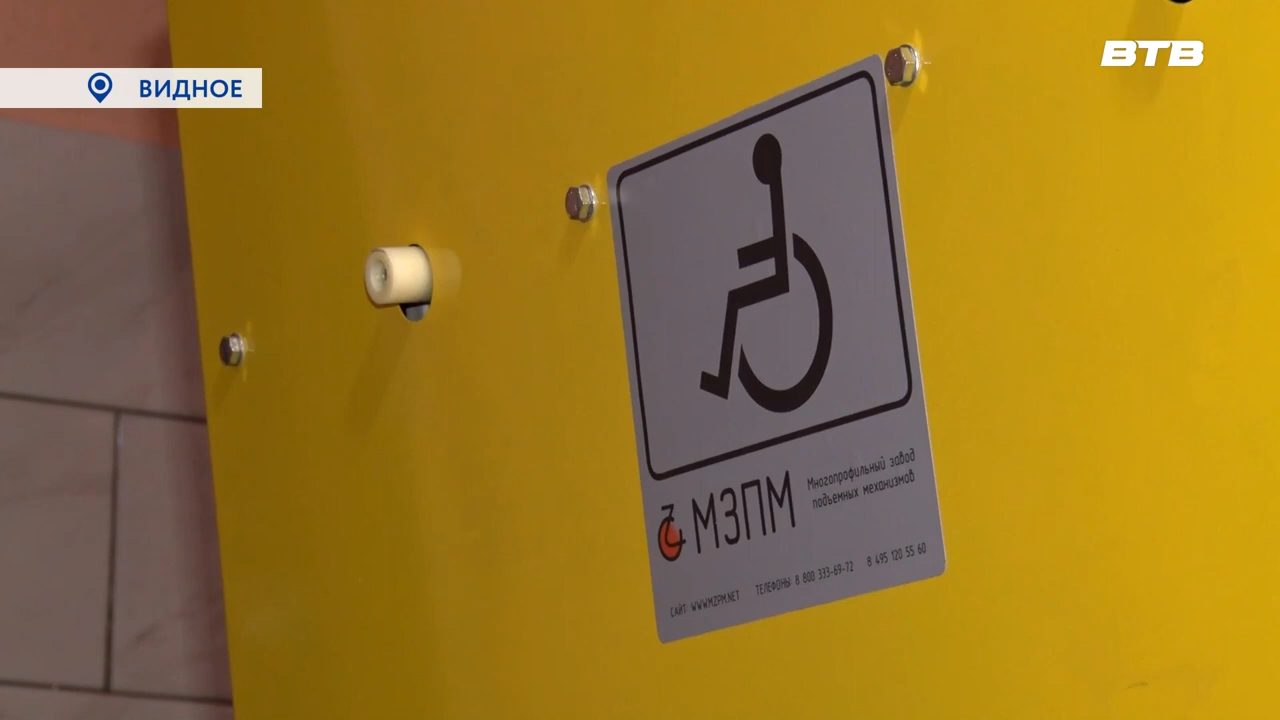 ВИДНОЕ
ВТВ
МЗПМ
Многопрофильный завод
подъемных механизмов
САЙТ: WWW.MZPM.NET ТЕЛЕФОНЫ: 8 800 333-69-72 8 495 120 55 60